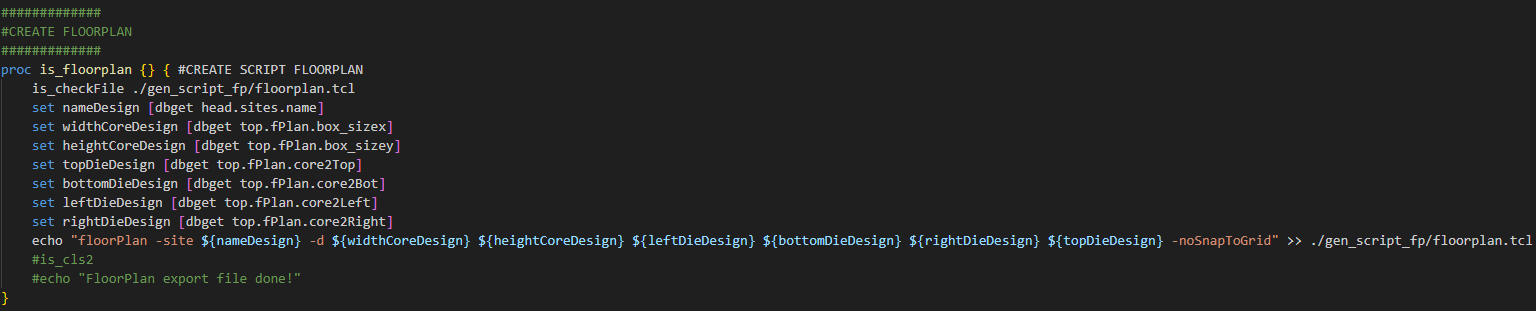 #############
#CREATE FLOORPLAN
#############
proc is_floorplan {} { #CREATE SCRIPT FLOORPLAN
    is_checkFile ./gen_script_fp/floorplan.tcl
    set nameDesign [dbget head.sites.name]
    set widthCoreDesign [dbget top.fPlan.box_sizex]
    set heightCoreDesign [dbget top.fPlan.box_sizey]
    set topDieDesign [dbget top.fPlan.core2Top]
    set bottomDieDesign [dbget top.fPlan.core2Bot]
    set leftDieDesign [dbget top.fPlan.core2Left]
    set rightDieDesign [dbget top.fPlan.core2Right]
    echo "floorPlan -site ${nameDesign} -d ${widthCoreDesign} ${heightCoreDesign} ${leftDieDesign} ${bottomDieDesign} ${rightDieDesign} ${topDieDesign} -noSnapToGrid" >> ./gen_script_fp/floorplan.tcl
    #is_cls2
    #echo "FloorPlan export file done!"
}